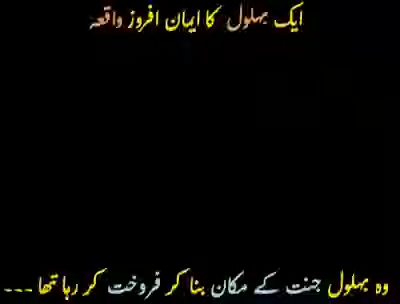 ایک بہلول کا ایمان افروز واقعہ
وہ بہلول جنت کے مکان بنا کر فروخت کر رہا تھا ---